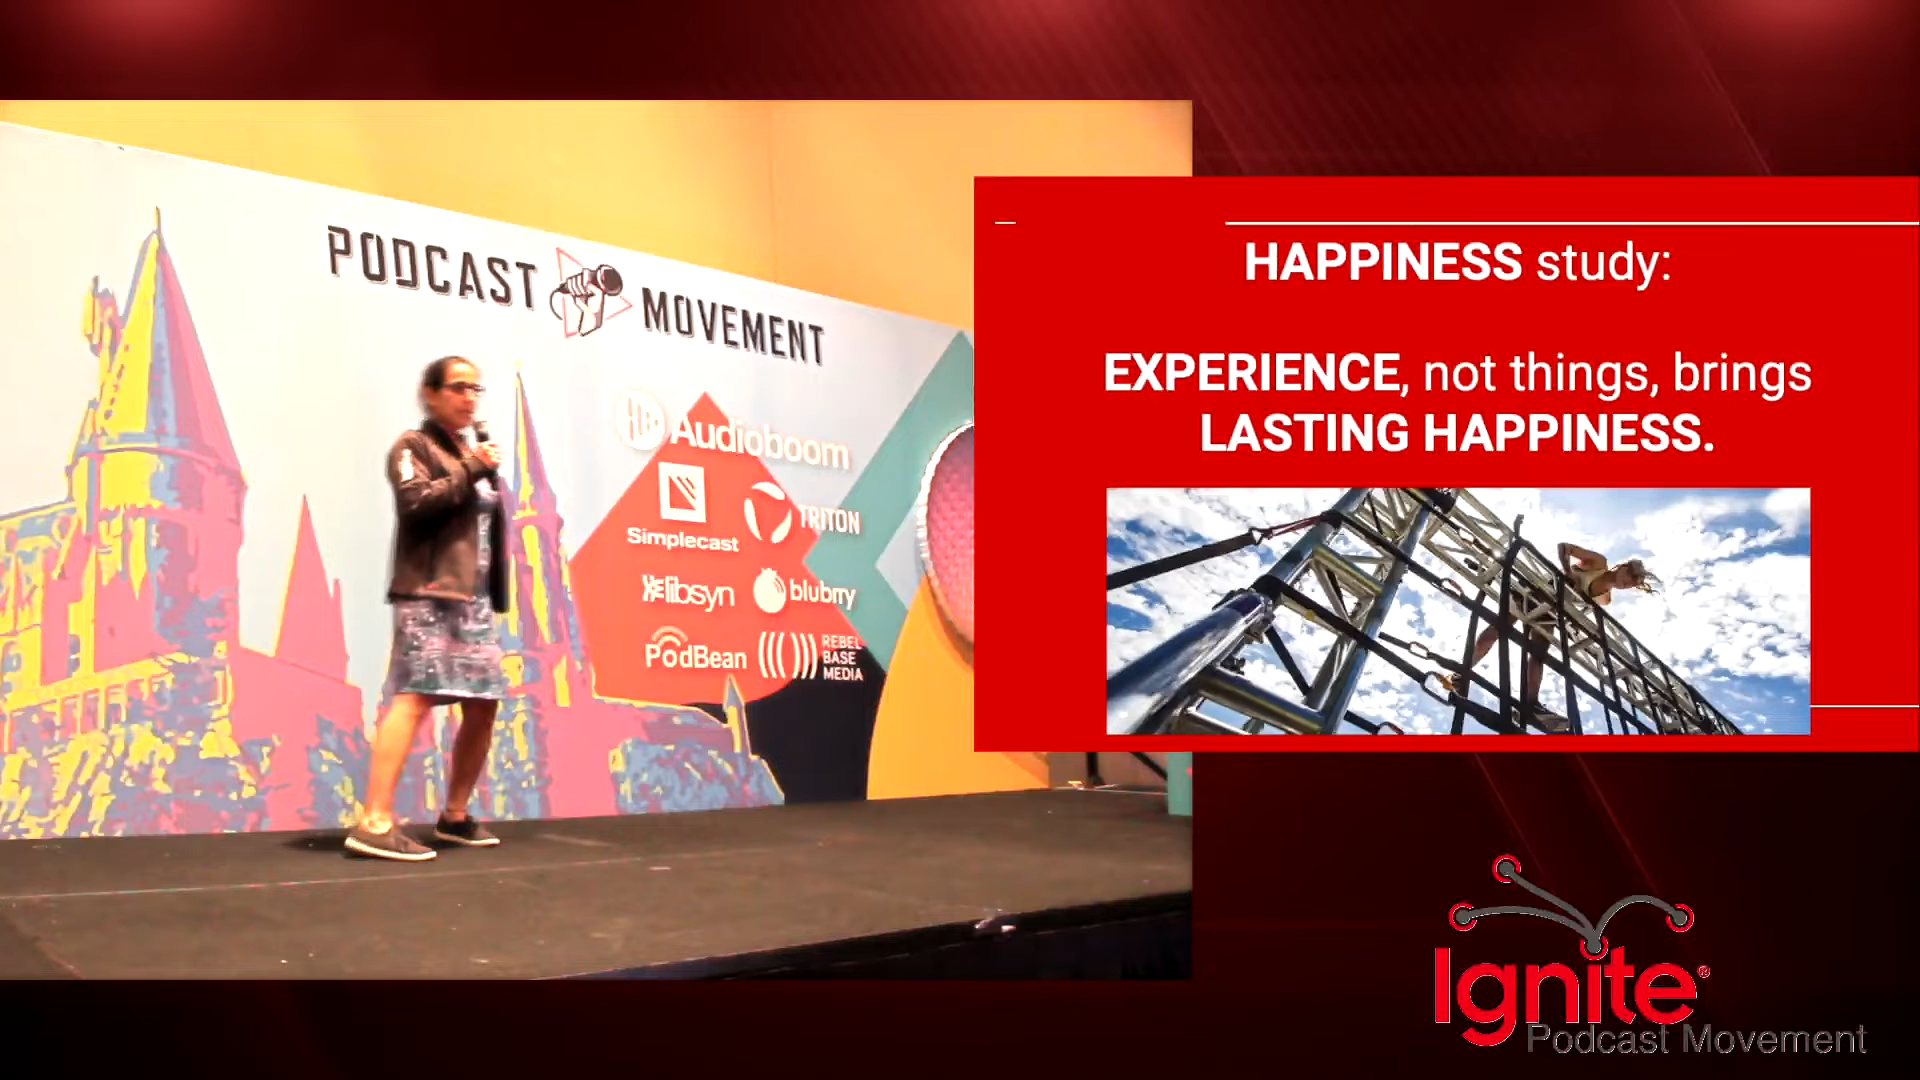 PODCAST MOVEMENT
Audioboom
Simplecast
TRITON
libsyn
blubrry
PodBean
REBEL
BASE
MEDIA
HAPPINESS study:
EXPERIENCE, not things, brings
LASTING HAPPINESS.
Ignite®
Podcast Movement